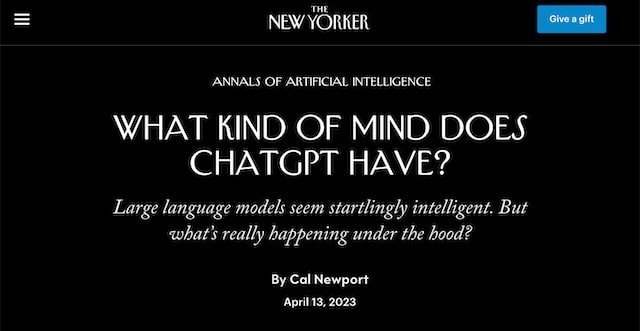 THE
NEW YORKER
Give a gift
ANNALS OF ARTIFICIAL INTELLIGENCE
WHAT KIND OF MIND DOES
CHATGPT HAVE?
Large language models seem startlingly intelligent. But
what's really happening under the hood?
By Cal Newport
April 13, 2023